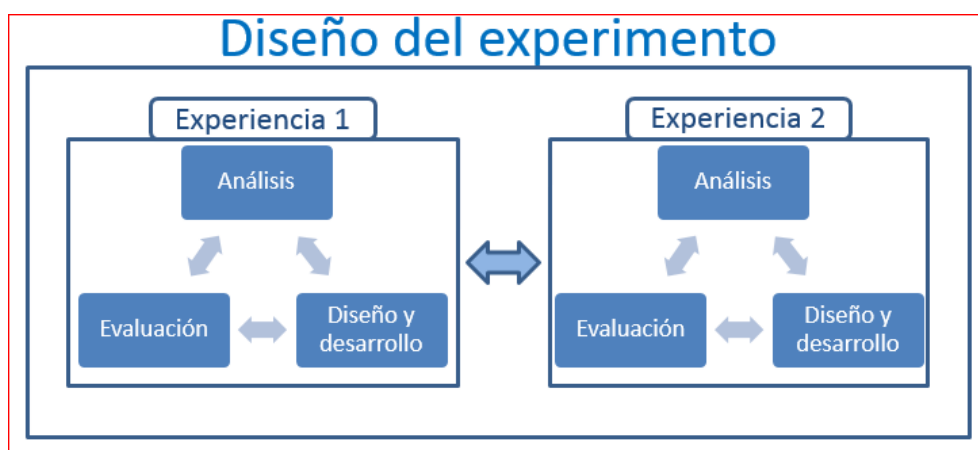 Diseño del experimento
Experiencia 1
Análisis
Evaluación
Diseño y
desarrollo
Experiencia 2
Análisis
Evaluación
Diseño y
desarrollo